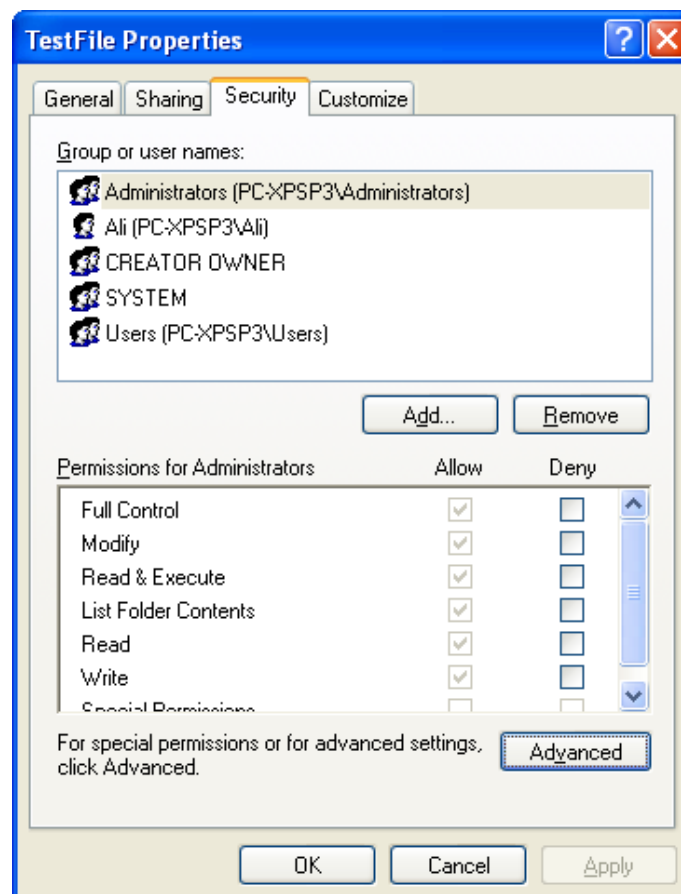 TestFile Properties
General Sharing Security Customize
Group or user names:
Administrators (PC-XPSP3\Administrators)
Ali (PC-XPSP3\Ali)
CREATOR OWNER
SYSTEM
Users (PC-XPSP3\Users)
Add... Remove
Permissions for Administrators Allow Deny
Full Control
Modify
Read & Execute
List Folder Contents
Read
Write
Special Permissions
For special permissions or for advanced settings,
click Advanced.
Advanced
OK Cancel Apply